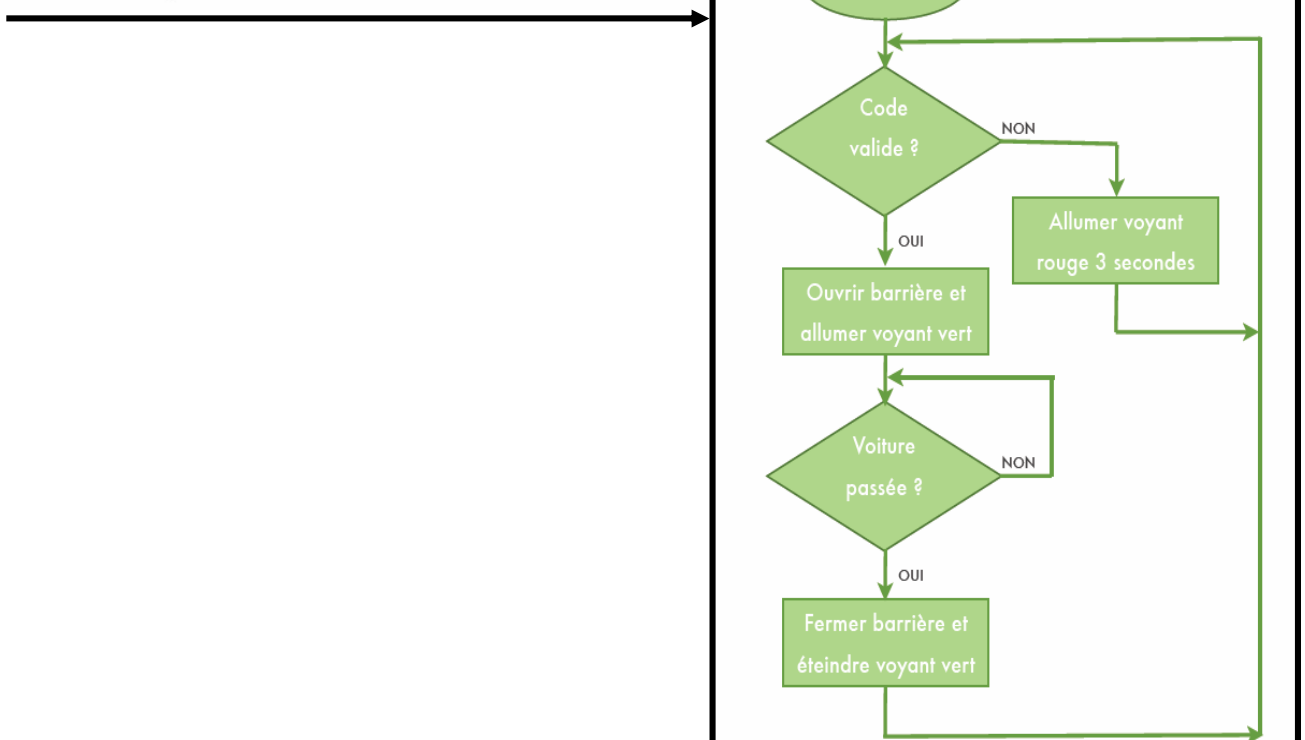 Code
valide ?
NON
Allumer voyant
rouge 3 secondes
OUI
Ouvrir barrière et
allumer voyant vert
Voiture
passée ?
NON
OUI
Fermer barrière et
éteindre voyant vert